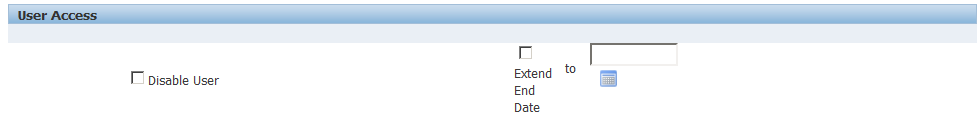 User Access
Disable User
Extend
End
Date
to